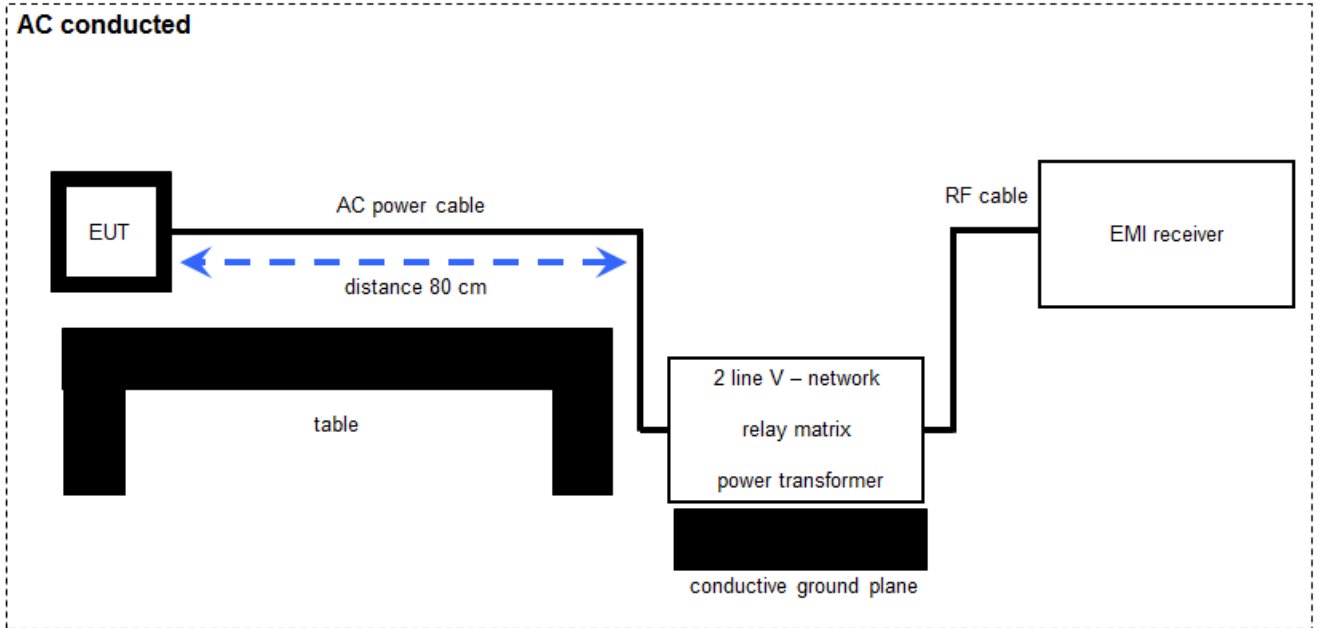 AC conducted
EUT
AC power cable
distance 80 cm
table
2 line V – network
relay matrix
power transformer
conductive ground plane
RF cable
EMI receiver